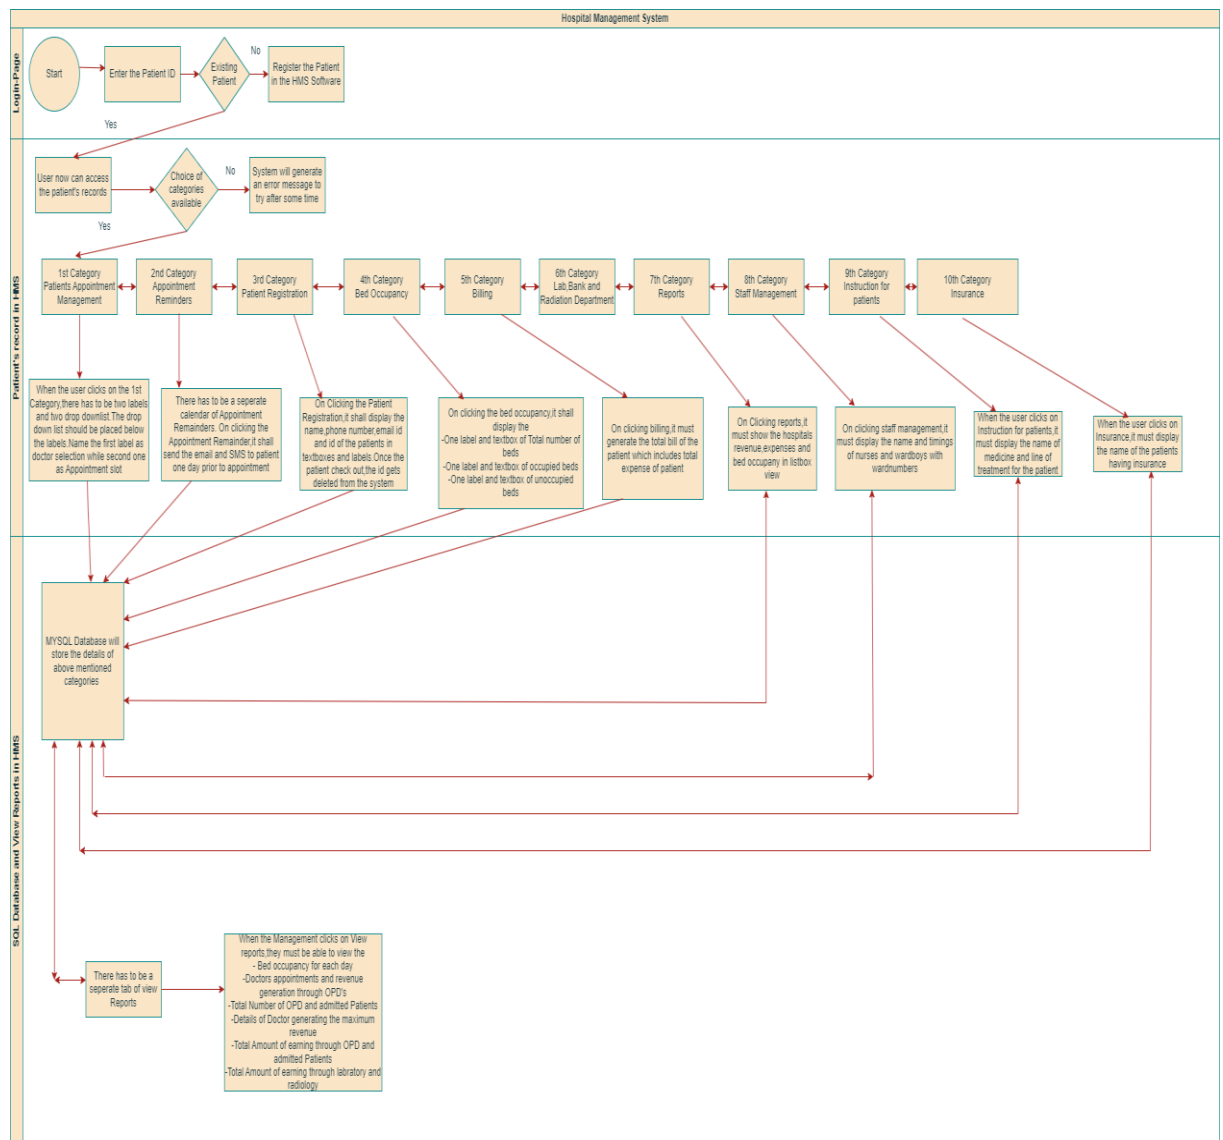 Hospital Management System
Login-Page
Start
Enter the Patient ID
Existing
Patient
No
Register the Patient
in the HMS Software
Yes
Patient's record in HMS
User now can access
the patient's records
Choice of
categories
available
No
System will generate
an error message to
try after some time
Yes
1st Category
Patients Appointment
Management
2nd Category
Appointment
Reminders
3rd Category
Patient Registration
4th Category
Bed Occupancy
5th Category
Billing
6th Category
Lab,Bank and
Radiation Department
7th Category
Reports
8th Category
Staff Management
9th Category
Instruction for
patients
10th Category
Insurance
When the user clicks on the 1st
Category,there has to be two labels
and two drop downlist.The drop
down list should be placed below
the labels.Name the first label as
doctor selection while second one
as Appointment slot
There has to be a seperate
calendar of Appointment
Remainders. On clicking the
Appointment Remainder,it shall
send the email and SMS to patient
one day prior to appointment
On Clicking the Patient
Registration,it shall display the
name,phone number,email id
and id of the patients in
textboxes and labels.Once the
patient check out,the id gets
deleted from the system
On clicking the bed occupancy,it shall
display the
-One label and textbox of Total number of
beds
-One label and textbox of occupied beds
-One label and textbox of unoccupied
beds
On clicking billing,it must
generate the total bill of the
patient which includes total
expense of patient
On Clicking reports,it
must show the hospitals
revenue,expenses and
bed occupany in listbox
view
On clicking staff management,it
must display the name and timings
of nurses and wardboys with
wardnumbers
When the user clicks on
Instruction for patients,it
must display the name of
medicine and line of
treatment for the patient
When the user clicks on
Insurance,it must display
the name of the patients
having insurance
SQL Database and View Reports in HMS
MYSQL Database will
store the details of
above mentioned
categories
There has to be a
seperate tab of view
Reports
When the Management clicks on View
reports,they must be able to view the
- Bed occupancy for each day
-Doctors appointments and revenue
generation through OPD's
-Total Number of OPD and admitted Patients
-Details of Doctor generating the maximum
revenue
-Total Amount of earning through OPD and
admitted Patients
-Total Amount of earning through labratory and
radiology